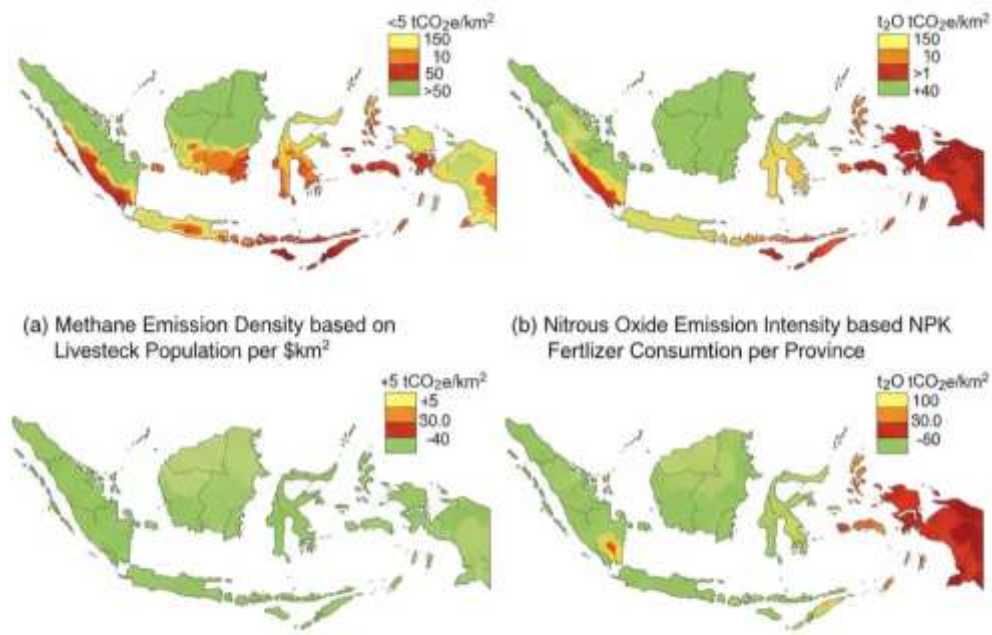 <5 tCO₂e/km²
150
10
50
>50
t₂O tCO₂e/km²
150
30
>1
+40
(a) Methane Emission Density based on
Livesteck Population per $km²
(b) Nitrous Oxide Emission Intensity based NPK
Fertlizer Consumtion per Province
+5 tCO₂e/km²
+5
30.0
-40
t₂O tCO₂e/km²
100
30.0
-60